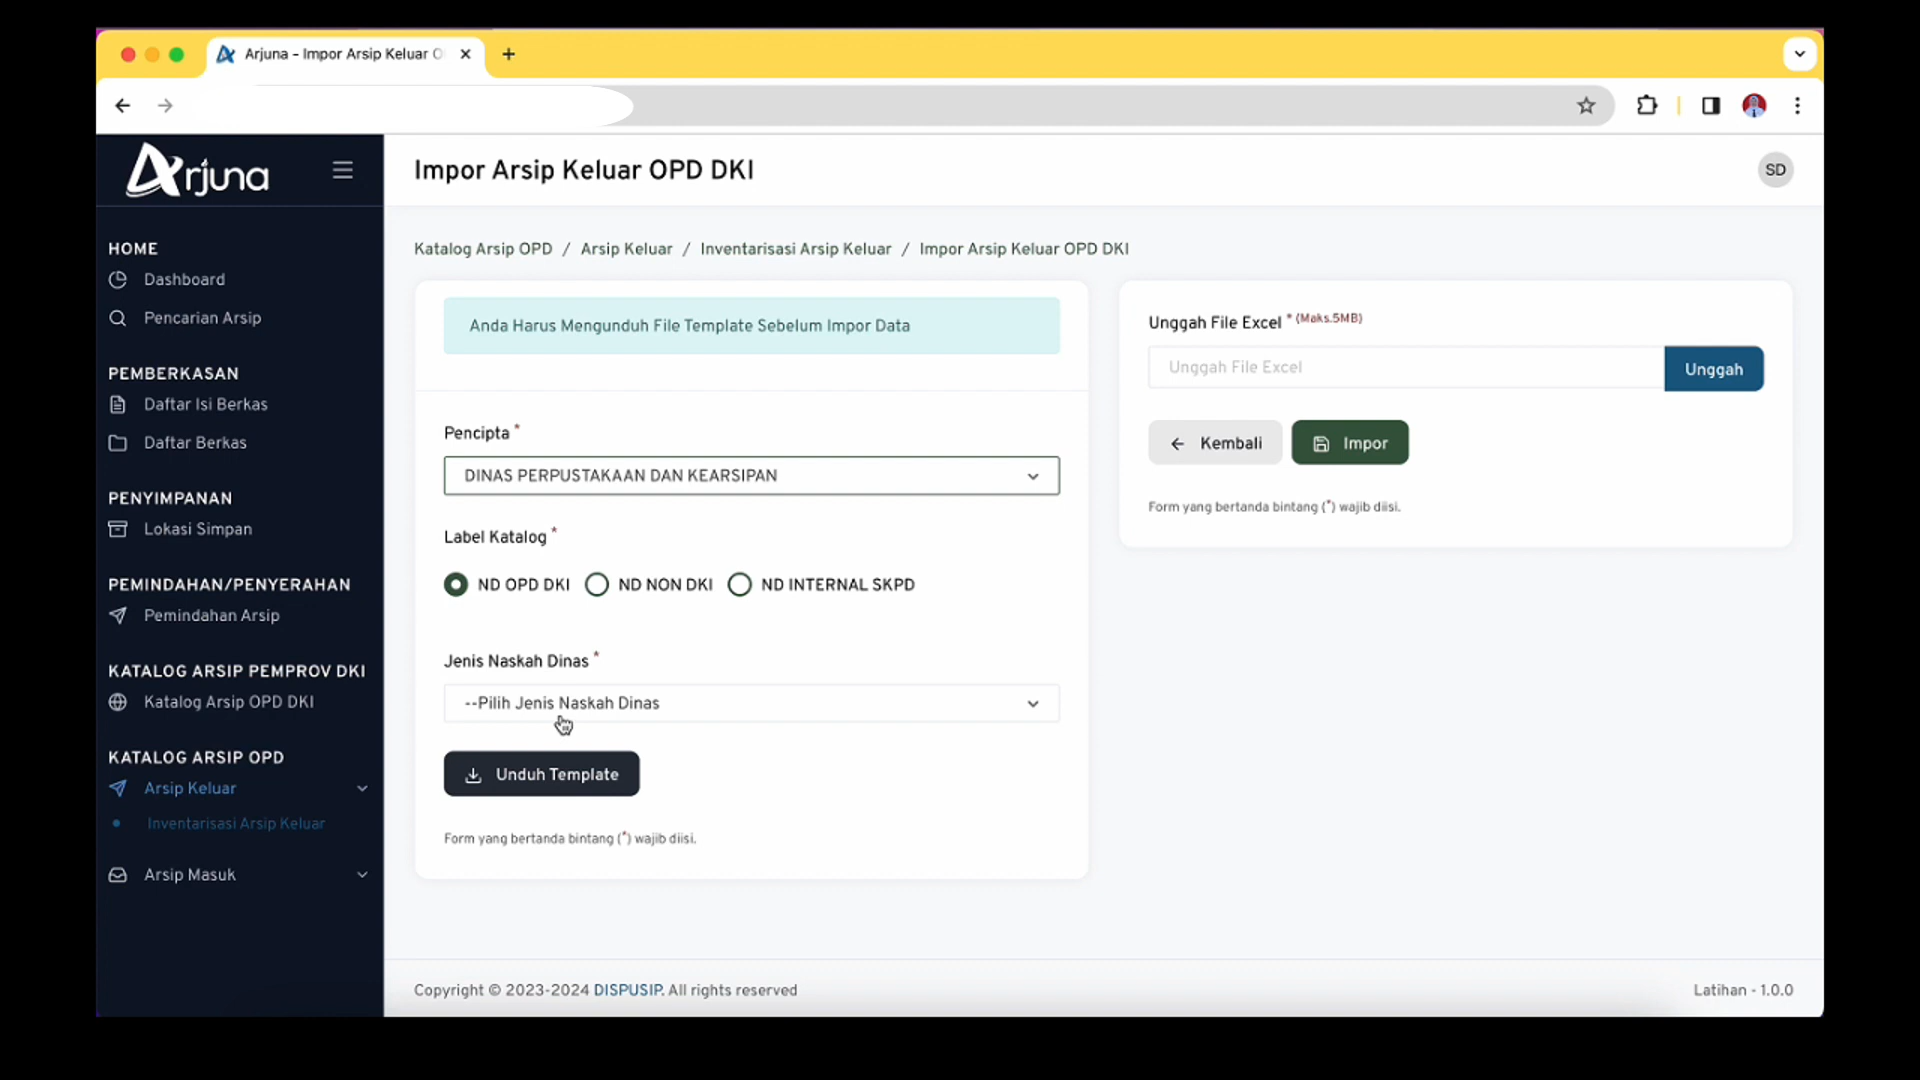 Arjuna – Impor Arsip Keluar O
Arjuna
Impor Arsip Keluar OPD DKI
SD
HOME
Dashboard
Pencarian Arsip
PEMBERKASAN
Daftar Isi Berkas
Daftar Berkas
PENYIMPANAN
Lokasi Simpan
PEMINDAHAN/PENYERAHAN
Pemindahan Arsip
KATALOG ARSIP PEMPROV DKI
Katalog Arsip OPD DKI
KATALOG ARSIP OPD
Arsip Keluar
Inventarisasi Arsip Keluar
Arsip Masuk
Katalog Arsip OPD / Arsip Keluar / Inventarisasi Arsip Keluar / Impor Arsip Keluar OPD DKI
Anda Harus Mengunduh File Template Sebelum Impor Data
Pencipta *
DINAS PERPUSTAKAAN DAN KEARSIPAN
Label Katalog *
ND OPD DKI ND NON DKI ND INTERNAL SKPD
Jenis Naskah Dinas *
--Pilih Jenis Naskah Dinas
Unduh Template
Form yang bertanda bintang (*) wajib diisi.
Unggah File Excel * (Maks.5MB)
Unggah File Excel
Unggah
Kembali
Impor
Form yang bertanda bintang (*) wajib diisi.
Copyright © 2023-2024 DISPUSIP. All rights reserved
Latihan - 1.0.0